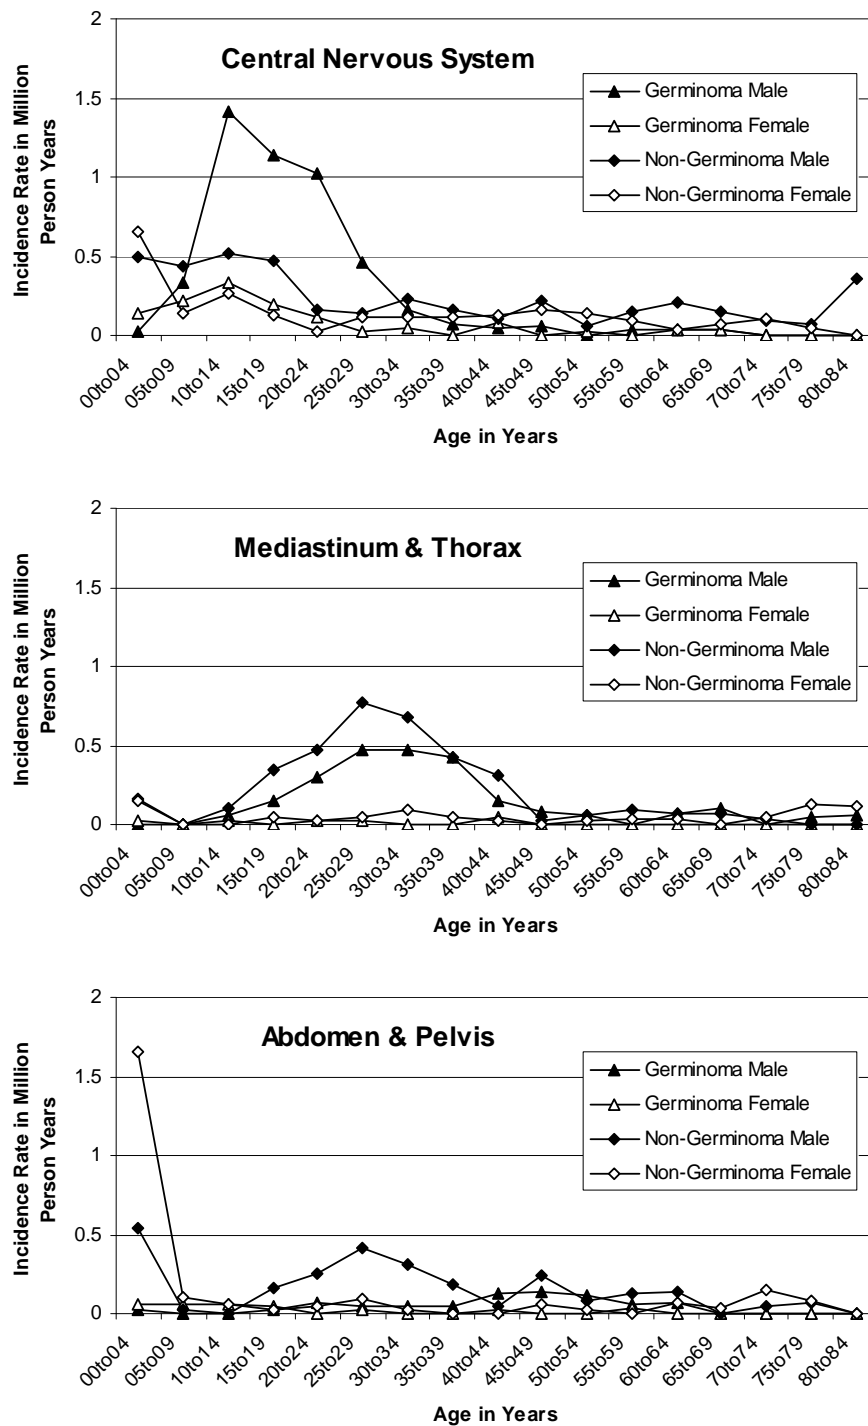 Central Nervous System
Incidence Rate in Million
Person Years
2
1.5
1
0.5
0
Germinoma Male
Germinoma Female
Non-Germinoma Male
Non-Germinoma Female
00to04
05to09
10to14
15to19
20to24
25to29
30to34
35to39
40to44
45to49
50to54
55to59
60to64
65to69
70to74
75to79
80to84
Age in Years
Mediastinum & Thorax
Incidence Rate in Million
Person Years
2
1.5
1
0.5
0
Germinoma Male
Germinoma Female
Non-Germinoma Male
Non-Germinoma Female
00to04
05to09
10to14
15to19
20to24
25to29
30to34
35to39
40to44
45to49
50to54
55to59
60to64
65to69
70to74
75to79
80to84
Age in Years
Abdomen & Pelvis
Incidence Rate in Million
Person Years
2
1.5
1
0.5
0
Germinoma Male
Germinoma Female
Non-Germinoma Male
Non-Germinoma Female
00to04
05to09
10to14
15to19
20to24
25to29
30to34
35to39
40to44
45to49
50to54
55to59
60to64
65to69
70to74
75to79
80to84
Age in Years